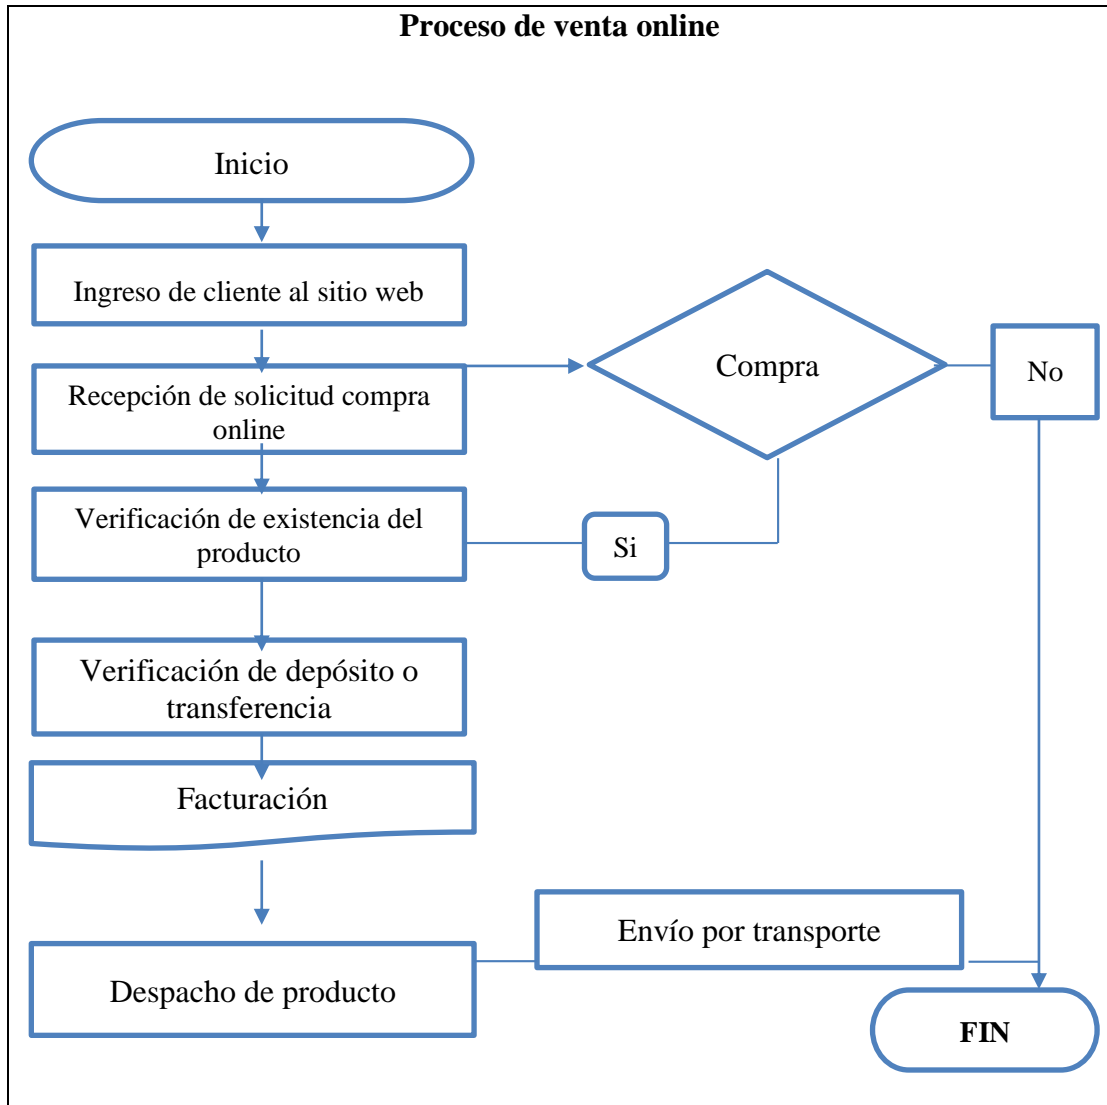 Proceso de venta online
Inicio
Ingreso de cliente al sitio web
Recepción de solicitud compra
online
Compra
No
Verificación de existencia del
producto
Si
Verificación de depósito o
transferencia
Facturación
Despacho de producto
Envío por transporte
FIN